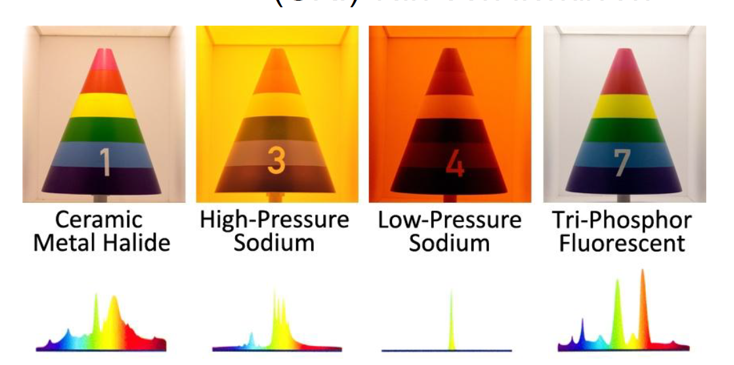 1
3
4
7
Ceramic
Metal Halide
High-Pressure
Sodium
Low-Pressure
Sodium
Tri-Phosphor
Fluorescent